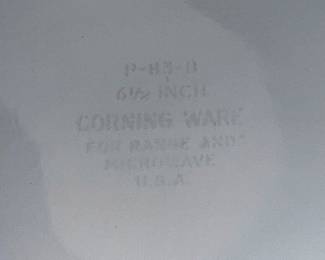 P-83-B
6½ INCH
CORNING WARE
FOR RANGE AND
MICROWAVE
U.S.A.